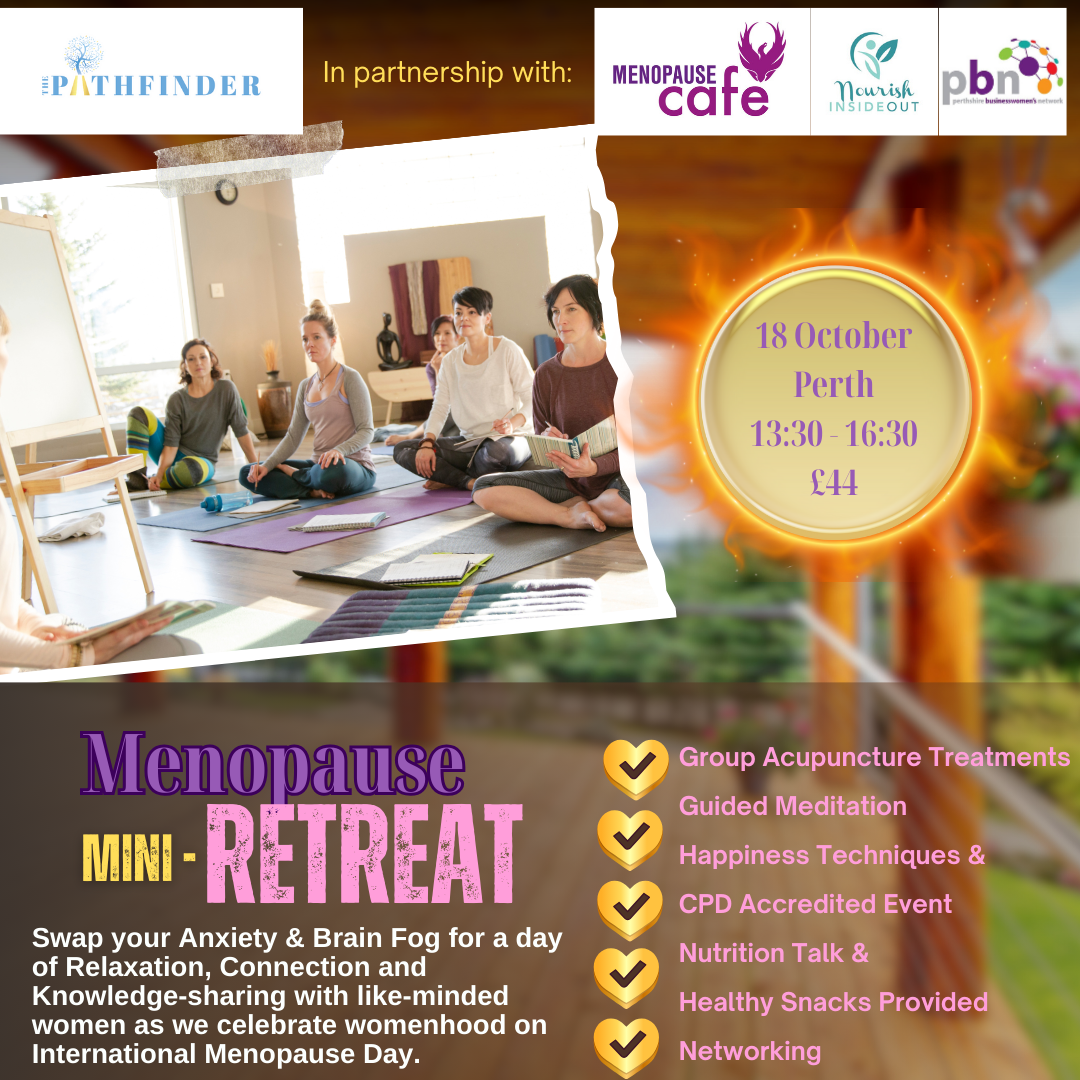 THE PATHFINDER
In partnership with:
MENOPAUSE
cafe
Nourish
INSIDEOUT
pbn
perthshire businesswomen's network
18 October
Perth
13:30 - 16:30
£44
Menopause
MINI - RETREAT
Swap your Anxiety & Brain Fog for a day
of Relaxation, Connection and
Knowledge-sharing with like-minded
women as we celebrate womenhood on
International Menopause Day.
Group Acupuncture Treatments
Guided Meditation
Happiness Techniques &
CPD Accredited Event
Nutrition Talk &
Healthy Snacks Provided
Networking